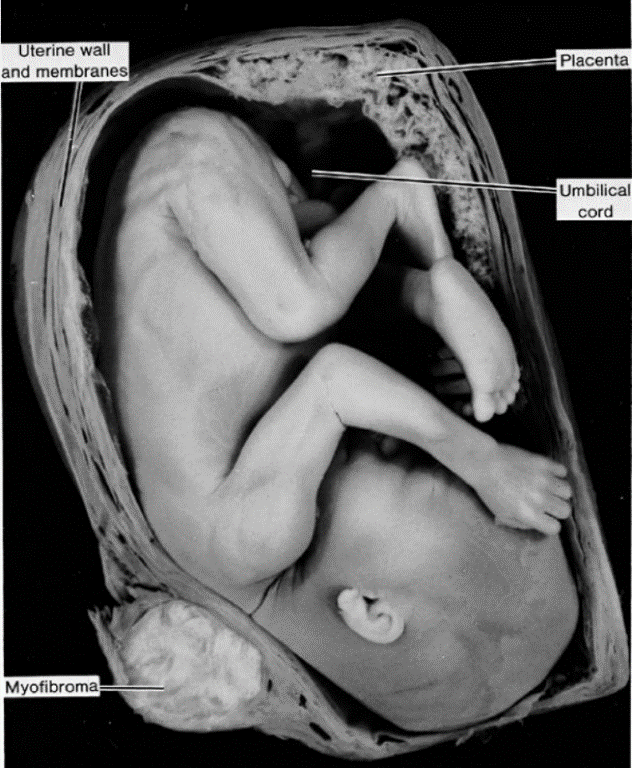 Uterine wall
and membranes
Placenta
Umbilical
cord
Myofibroma